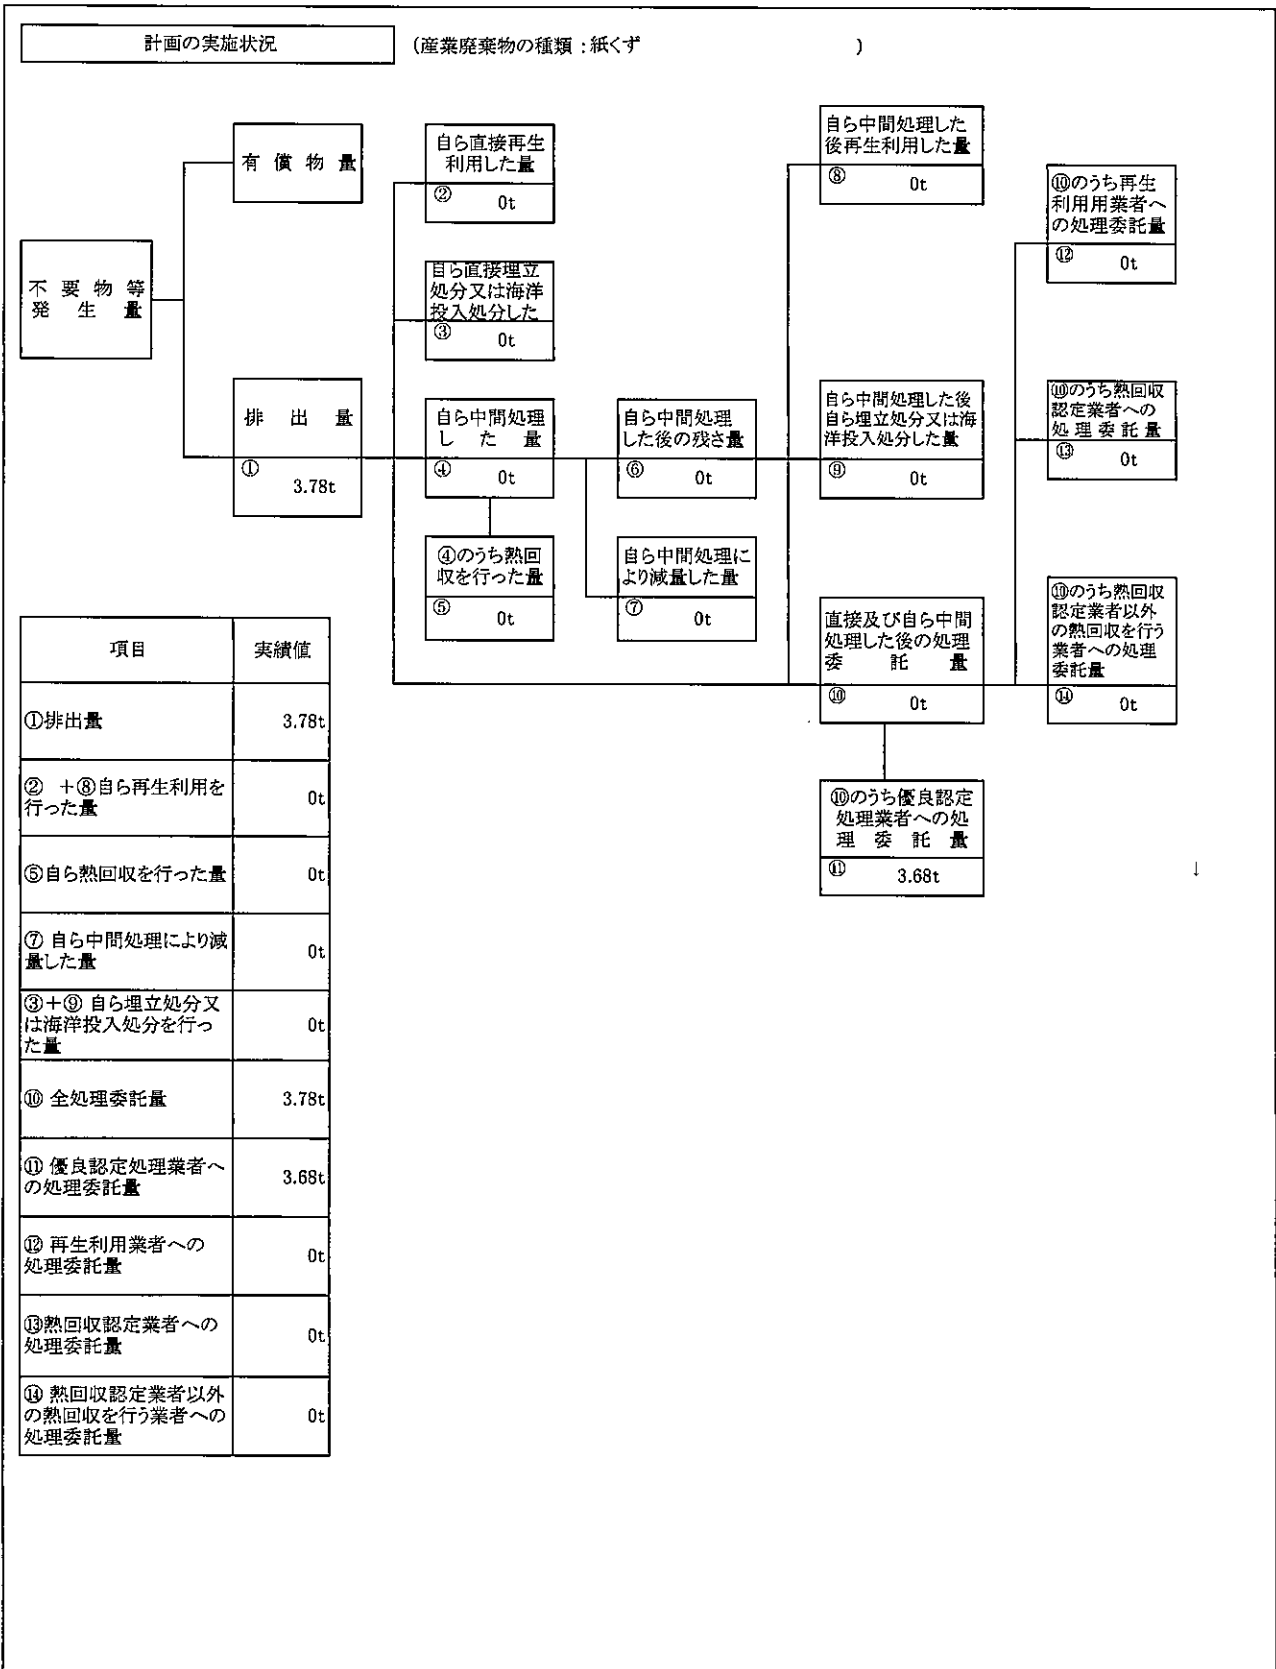 計画の実施状況
(産業廃棄物の種類：紙くず　)
有償物量
不要物等
発生量
排出量
①
3.78t
自ら直接再生
利用した量
②
0t
自ら直接埋立
処分又は海洋
投入処分した
③
0t
自ら中間処理
した量
④
0t
④のうち熱回
収を行った量
⑤
0t
自ら中間処理
した後の残さ量
⑥
0t
自ら中間処理に
より減量した量
⑦
0t
自ら中間処理した
後再生利用した量
⑧
0t
自ら中間処理した後
自ら埋立処分又は海
洋投入処分した量
⑨
0t
直接及び自ら中間
処理した後の処理
委託量
⑩
0t
⑩のうち優良認定
処理業者への処
理委託量
⑪
3.68t
⑩のうち再生
利用用業者へ
の処理委託量
⑫
0t
⑩のうち熱回収
認定業者への
処理委託量
⑬
0t
⑩のうち熱回収
認定業者以外
の熱回収を行う
業者への処理
委託量
⑭
0t
↓
項目 実績値
①排出量 3.78t
② +⑧自ら再生利用を
行った量 0t
⑤自ら熱回収を行った量 0t
⑦ 自ら中間処理により減
量した量 0t
③+⑨ 自ら埋立処分又
は海洋投入処分を行っ
た量 0t
⑩ 全処理委託量 3.78t
⑪ 優良認定処理業者へ
の処理委託量 3.68t
⑫ 再生利用業者への
処理委託量 0t
⑬熱回収認定業者への
処理委託量 0t
⑭ 熱回収認定業者以外
の熱回収を行う業者への
処理委託量 0t